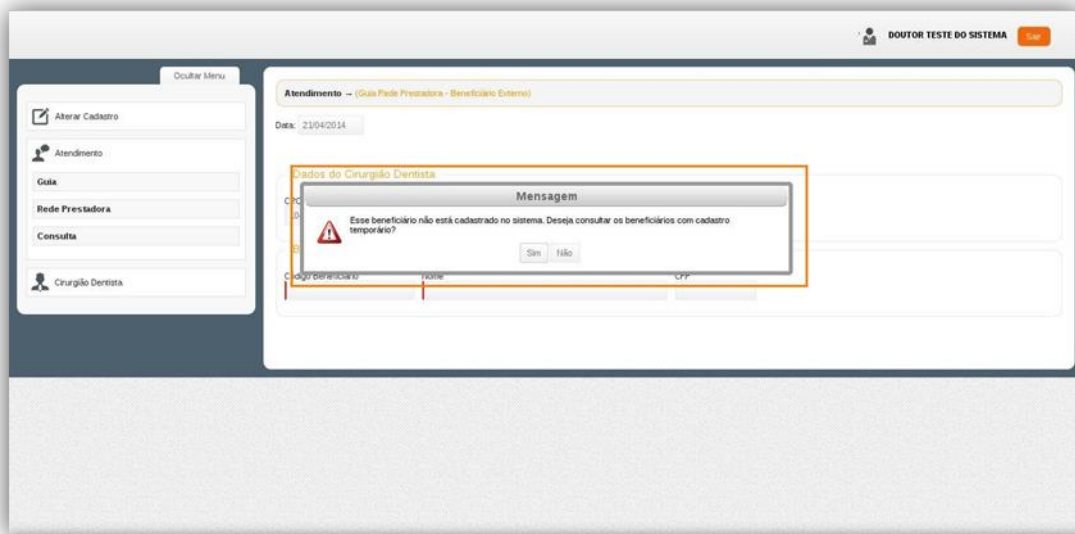 DOUTOR TESTE DO SISTEMA
Sair
Ocultar Menu
Alterar Cadastro
Atendimento
Guia
Rede Prestadora
Consulta
Cirurgião Dentista
Atendimento → (Guia Rede Prestadora - Beneficiário Externo)
Data: 21/04/2014
Dados do Cirurgião Dentista
Mensagem
Esse beneficiário não está cadastrado no sistema. Deseja consultar os beneficiários com cadastro
temporário?
Sim Não
Código Beneficiário Nome CPF